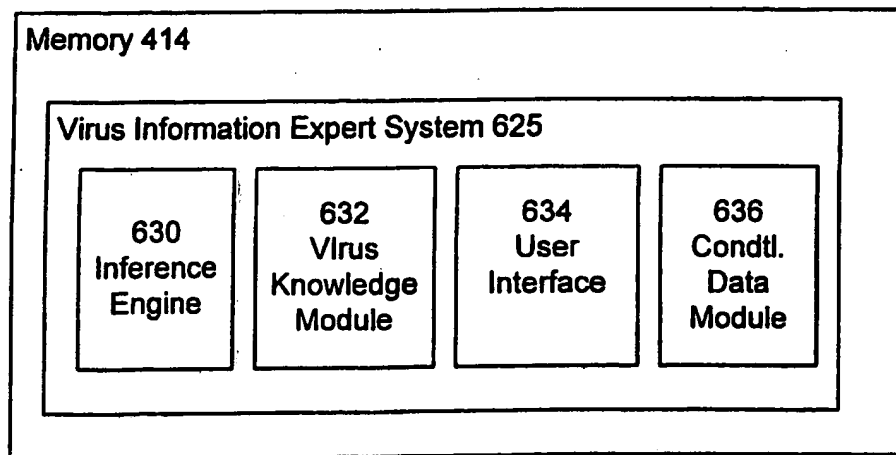 Memory 414
Virus Information Expert System 625
630
Inference
Engine
632
VIrus
Knowledge
Module
634
User
Interface
636
Condtl.
Data
Module